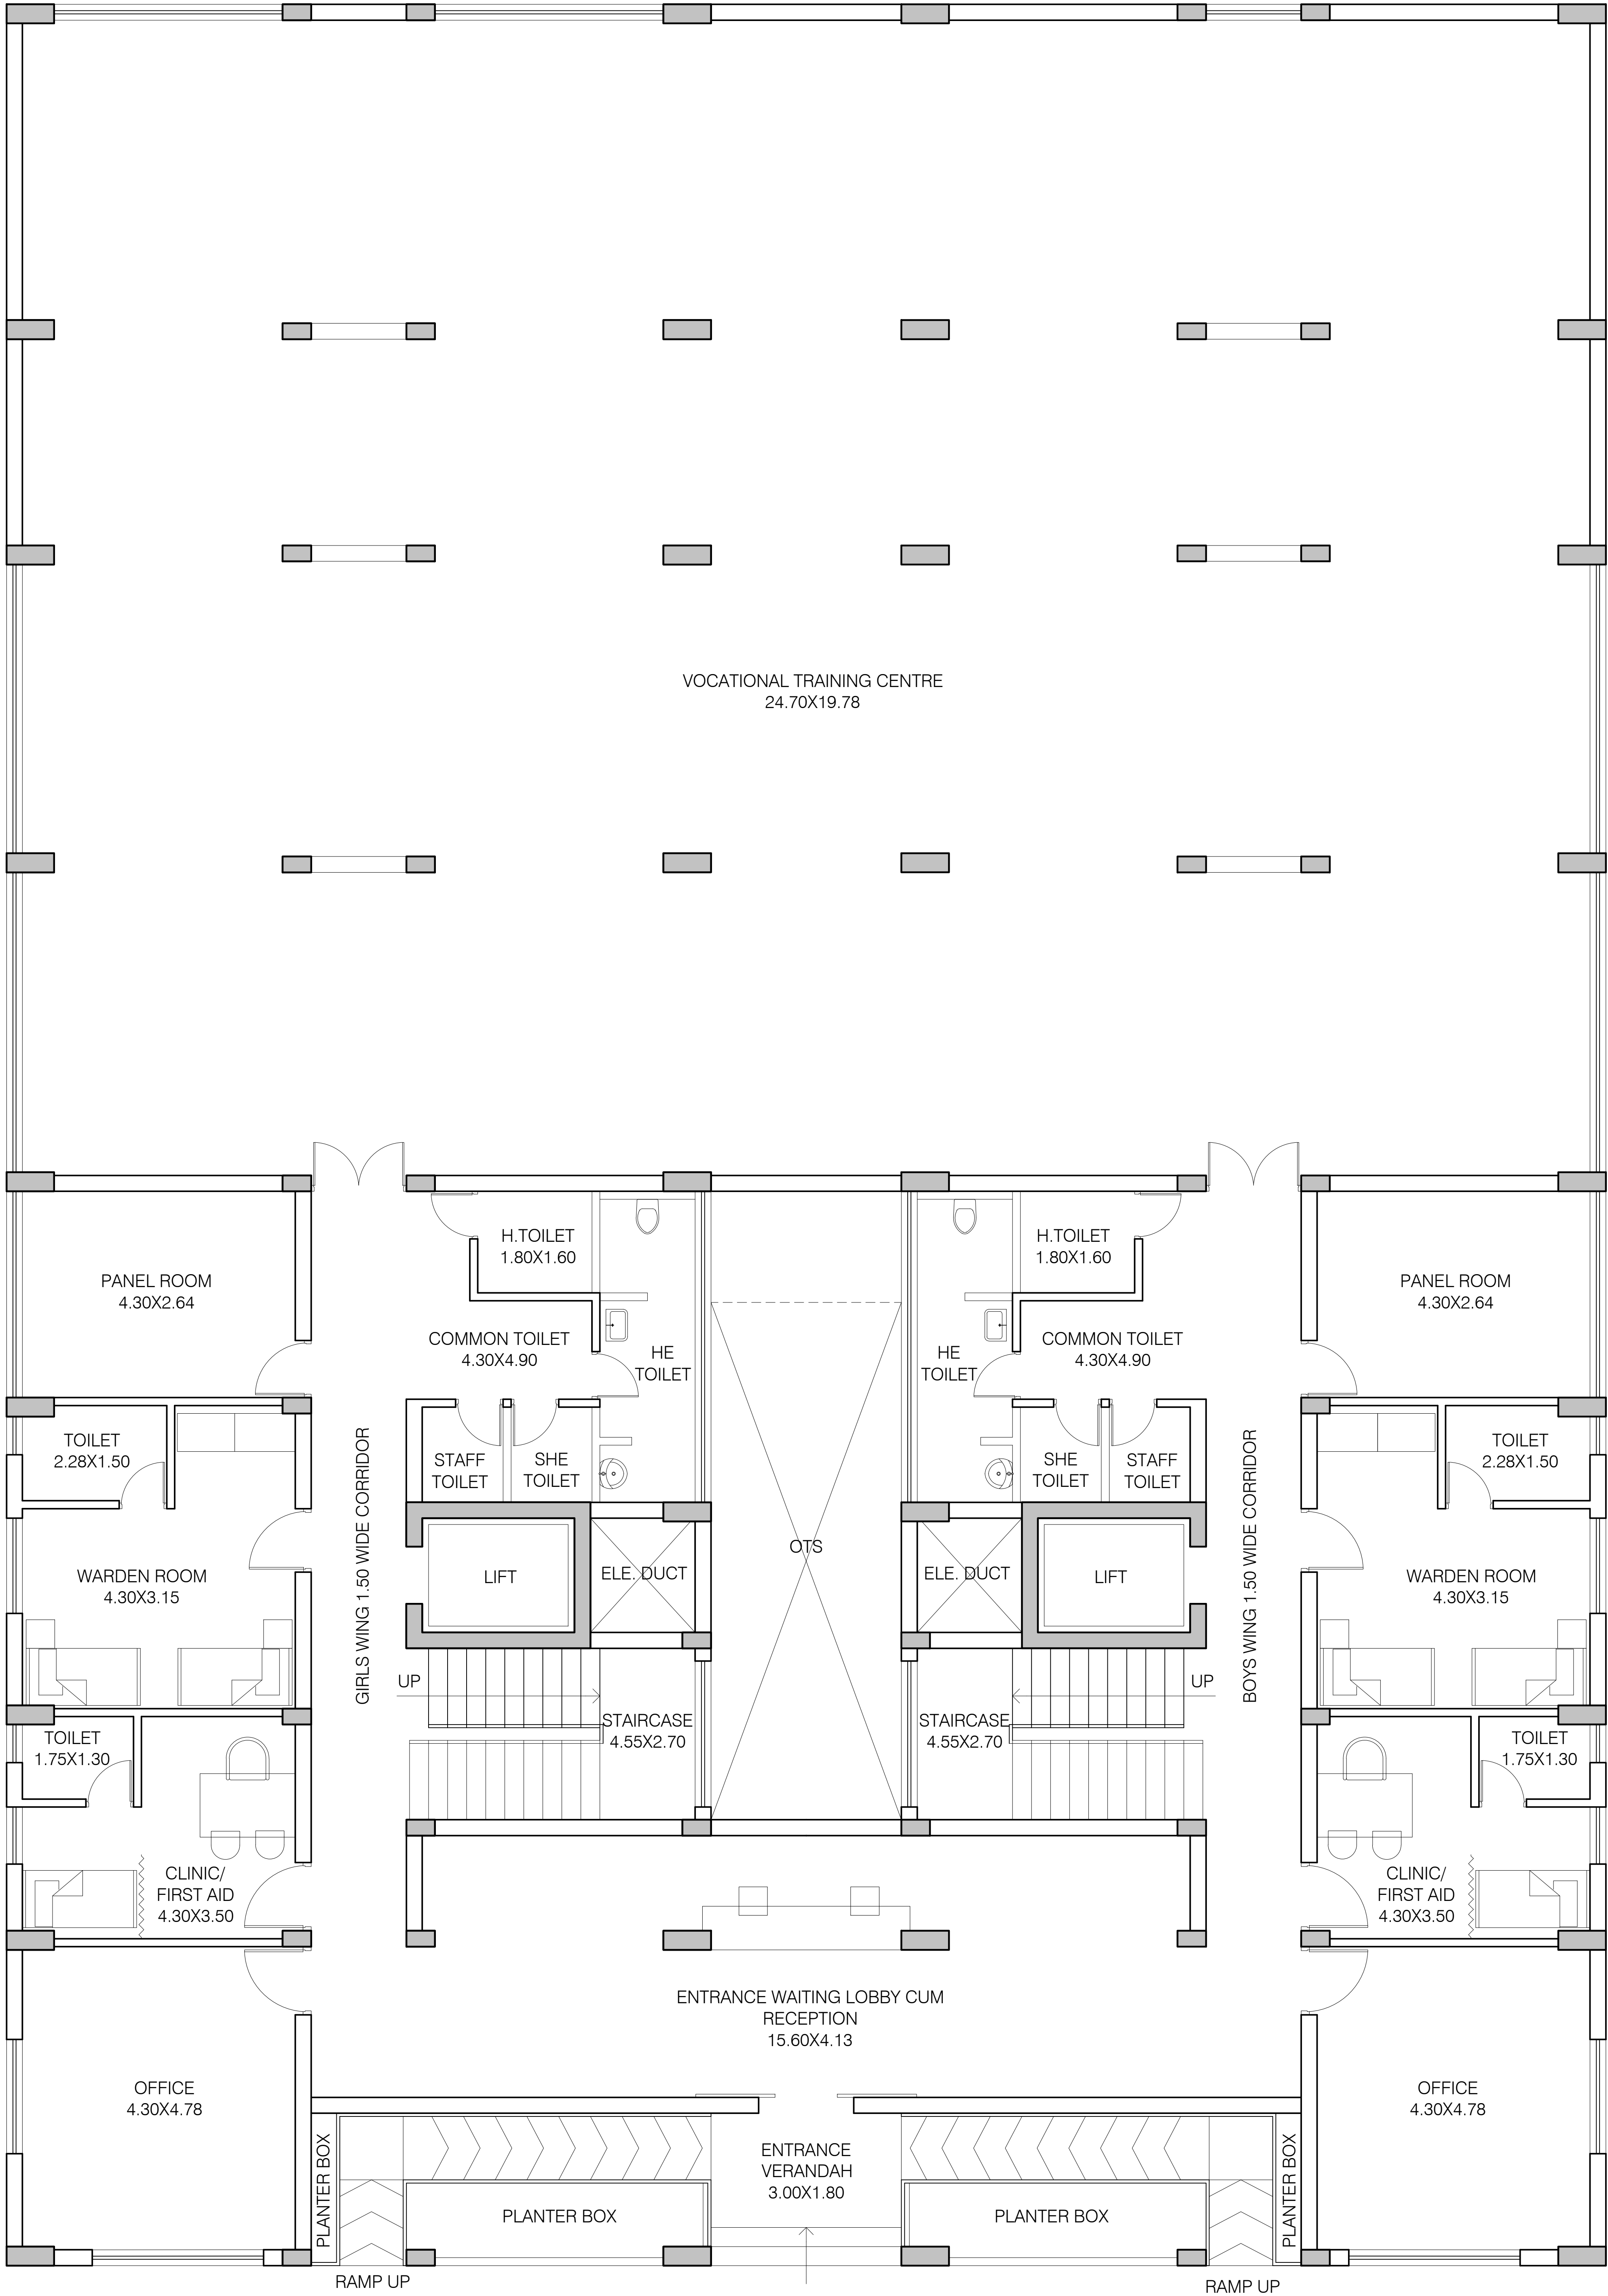 VOCATIONAL TRAINING CENTRE
24.70X19.78
H.TOILET
1.80X1.60
H.TOILET
1.80X1.60
PANEL ROOM
4.30X2.64
PANEL ROOM
4.30X2.64
COMMON TOILET
4.30X4.90
HE
TOILET
HE
TOILET
COMMON TOILET
4.30X4.90
TOILET
2.28X1.50
STAFF
TOILET
SHE
TOILET
SHE
TOILET
STAFF
TOILET
TOILET
2.28X1.50
GIRLS WING 1.50 WIDE CORRIDOR
BOYS WING 1.50 WIDE CORRIDOR
OTS
WARDEN ROOM
4.30X3.15
LIFT
ELE. DUCT
ELE. DUCT
LIFT
WARDEN ROOM
4.30X3.15
UP
UP
STAIRCASE
4.55X2.70
STAIRCASE
4.55X2.70
TOILET
1.75X1.30
TOILET
1.75X1.30
CLINIC/
FIRST AID
4.30X3.50
CLINIC/
FIRST AID
4.30X3.50
ENTRANCE WAITING LOBBY CUM
RECEPTION
15.60X4.13
OFFICE
4.30X4.78
OFFICE
4.30X4.78
PLANTER BOX
ENTRANCE
VERANDAH
3.00X1.80
PLANTER BOX
PLANTER BOX
PLANTER BOX
RAMP UP
RAMP UP